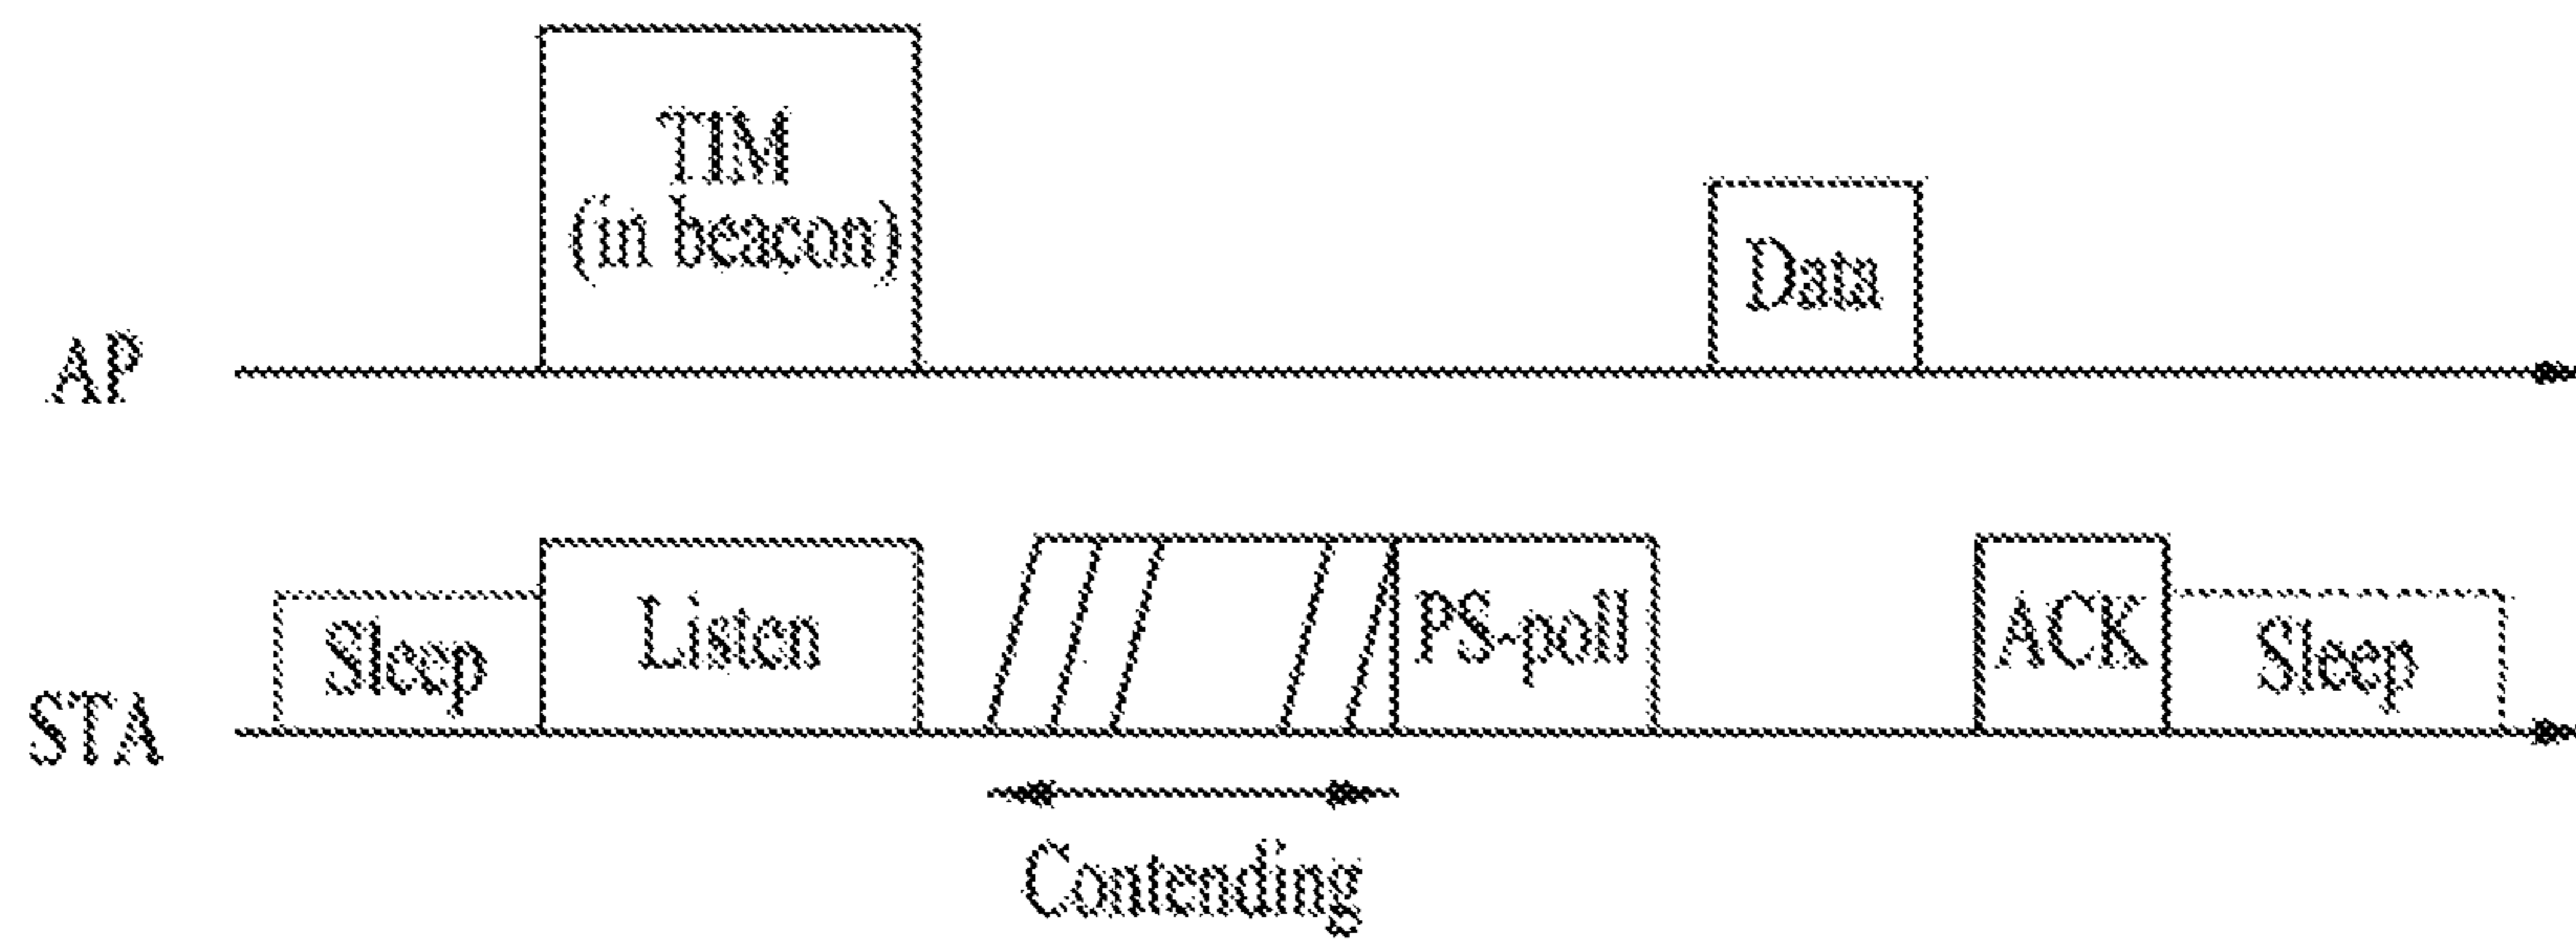 TIM
(in beacon)
Data
AP
Sleep
Listen
PS-poll
ACK
Sleep
STA
Contending